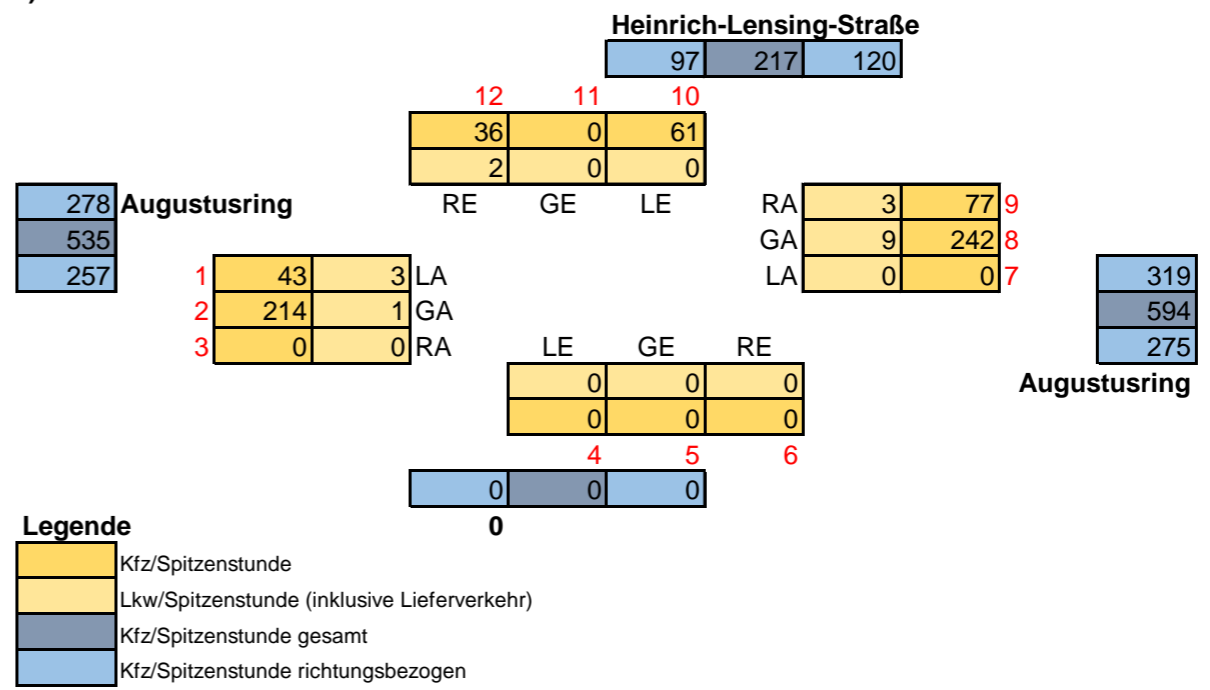 )
Heinrich-Lensing-Straße
97 217 120
12 11 10
36 0 61
2 0 0
278 Augustusring RE GE LE RA 3 77 9
535 GA 9 242 8
257 1 43 3 LA LA 0 0 7 319
2 214 1 GA 594
3 0 0 RA LE GE RE 275
0 0 0 Augustusring
0 0 0
4 5 6
0 0 0
Legende 0
Kfz/Spitzenstunde
Lkw/Spitzenstunde (inklusive Lieferverkehr)
Kfz/Spitzenstunde gesamt
Kfz/Spitzenstunde richtungsbezogen